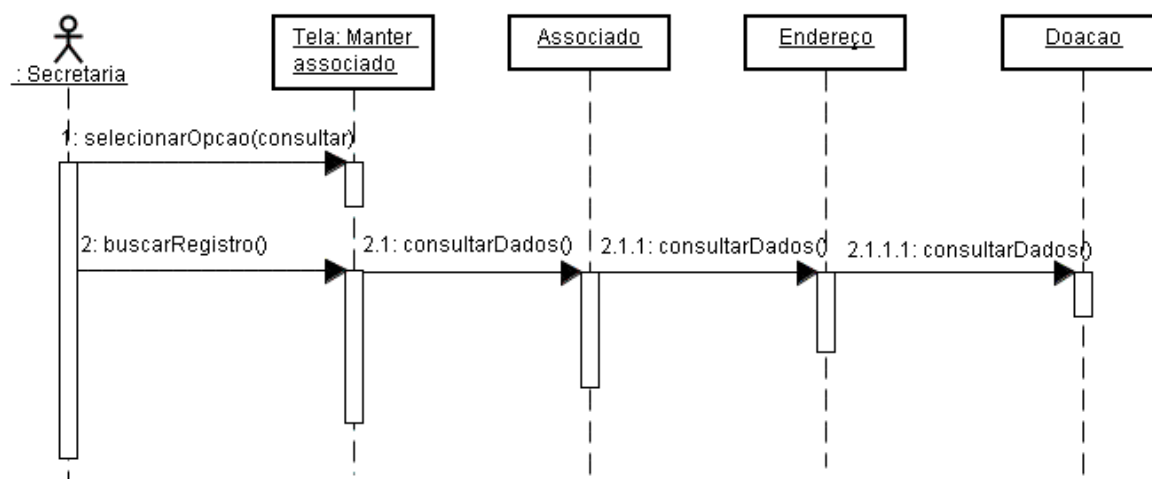 : Secretaria
Tela: Manter
associado
Associado
Endereço
Doacao
1: selecionarOpcao(consultar)
2: buscarRegistro()
2.1: consultarDados()
2.1.1: consultarDados()
2.1.1.1: consultarDados()